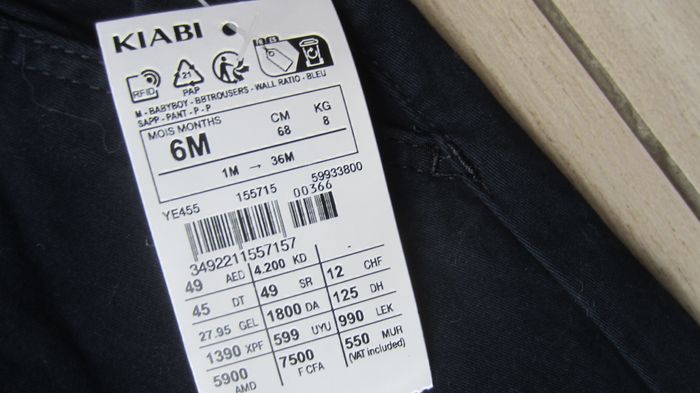 KIABI
RFID
21
PAP
M - BABYBOY - BBTROUSERS - WALL RATIO - BLEU
SAPP - PANT - P - P
MOIS MONTHS CM KG
6M 68 8
1M → 36M
YE455 155715 59933800
00366
3492211557157
49 AED 4.200 KD -
45 DT 49 SR 12 CHF
27.95 GEL 1800 DA 125 DH
1390 XPF 599 UYU 990 LEK
5900 AMD 7500 F CFA 550 MUR
(VAT included)